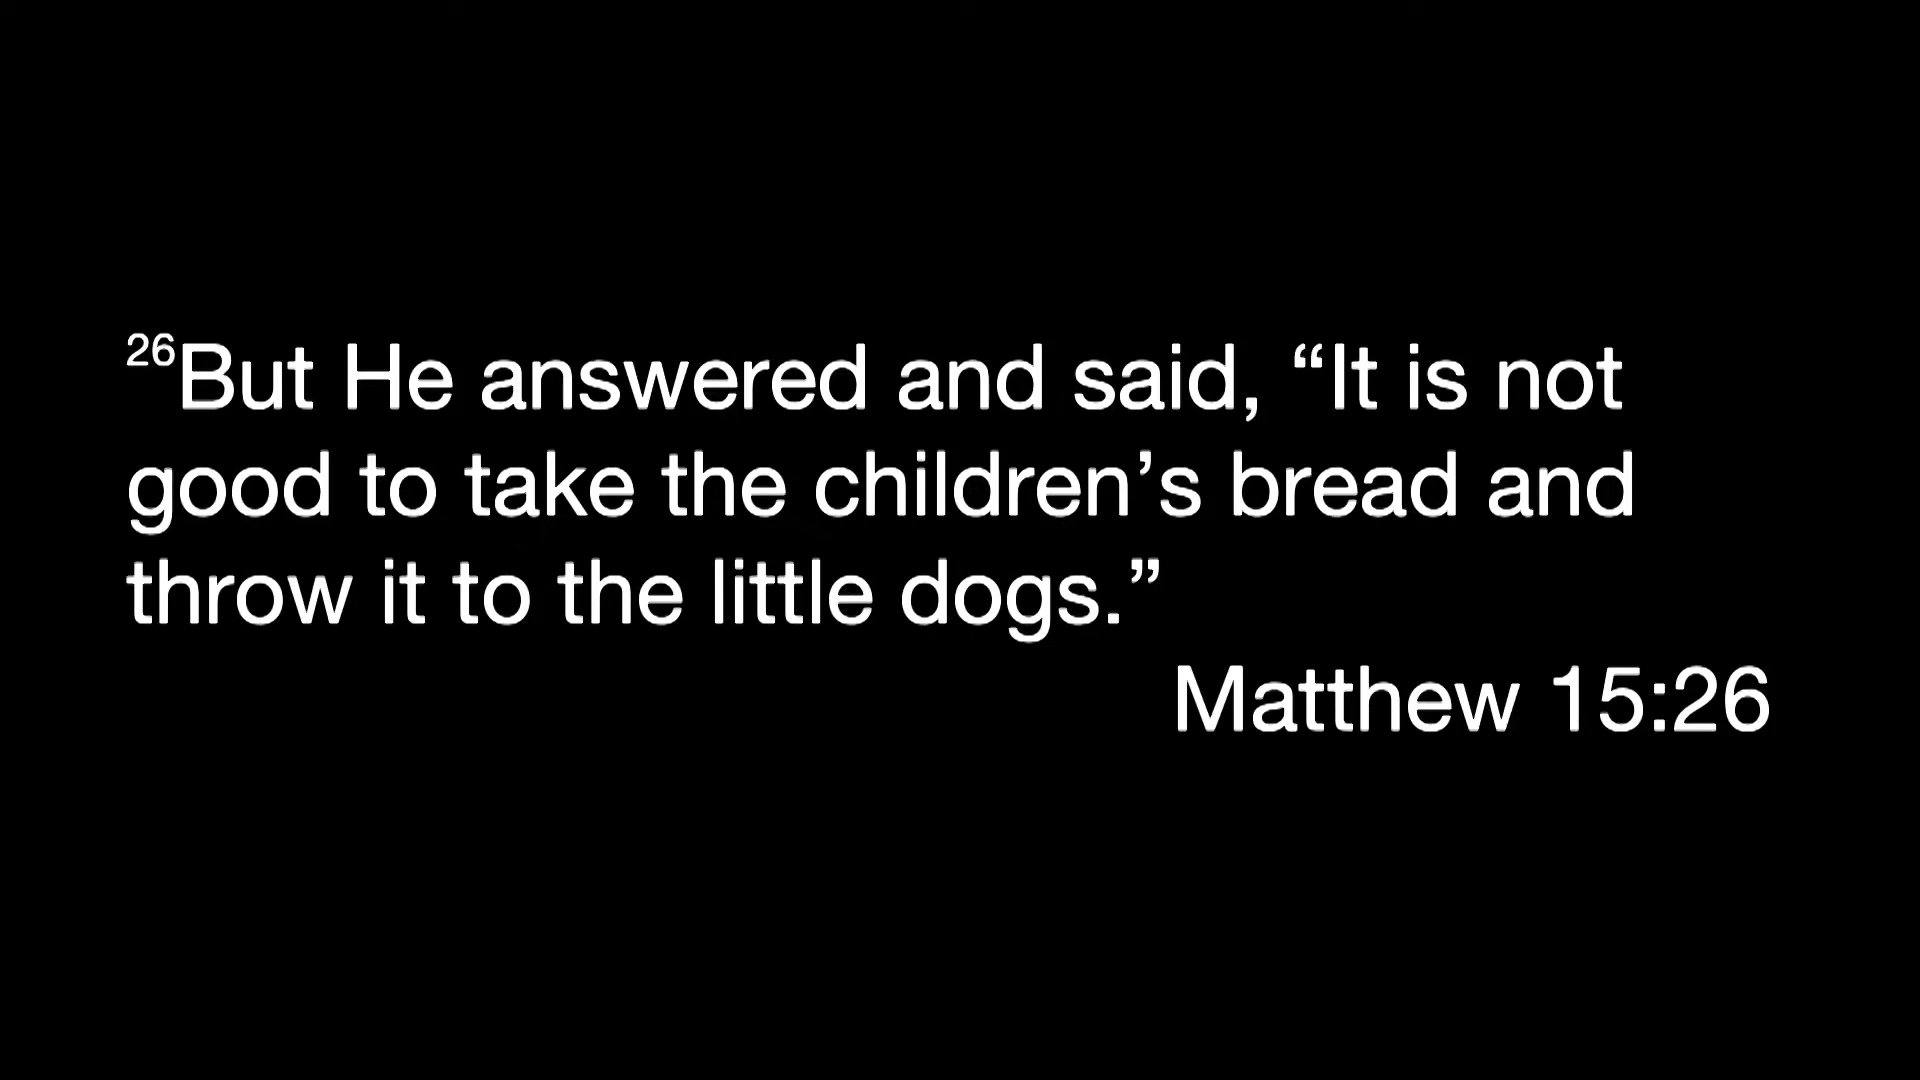 26But He answered and said, “It is not
good to take the children’s bread and
throw it to the little dogs.”
Matthew 15:26